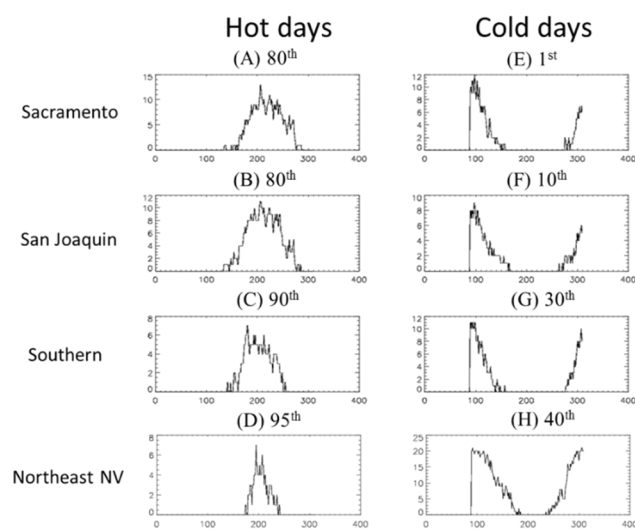 Hot days
Cold days
(A) 80th
(E) 1st
Sacramento
15
10
5
0
0 100 200 300 400
12
10
8
6
4
2
0
0 100 200 300 400
(B) 80th
(F) 10th
San Joaquin
12
10
8
6
4
2
0
0 100 200 300 400
10
8
6
4
2
0
0 100 200 300 400
(C) 90th
(G) 30th
Southern
8
6
4
2
0
0 100 200 300 400
12
10
8
6
4
2
0
0 100 200 300 400
(D) 95th
(H) 40th
Northeast NV
8
6
4
2
0
0 100 200 300 400
25
20
15
10
5
0
0 100 200 300 400